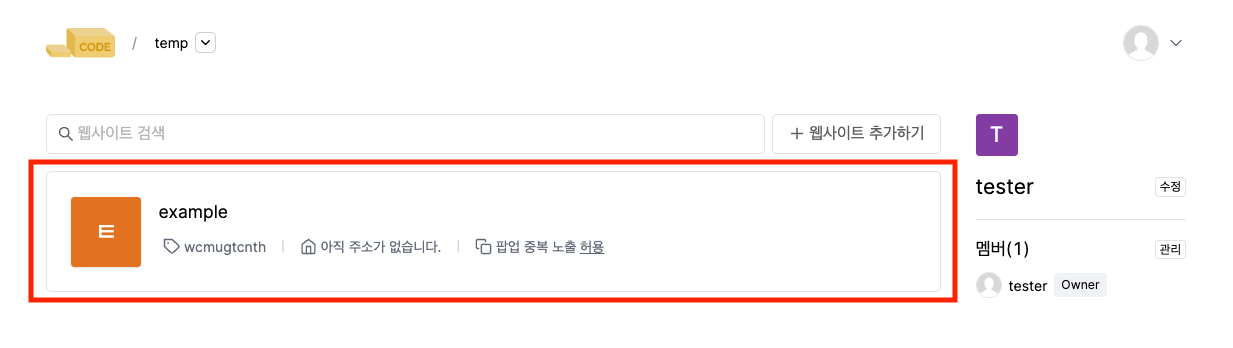 CODE / temp
웹사이트 검색
+ 웹사이트 추가하기
example
wcmugtcnth | 아직 주소가 없습니다. | 팝업 중복 노출 허용
T
tester 수정
멤버(1) 관리
tester Owner